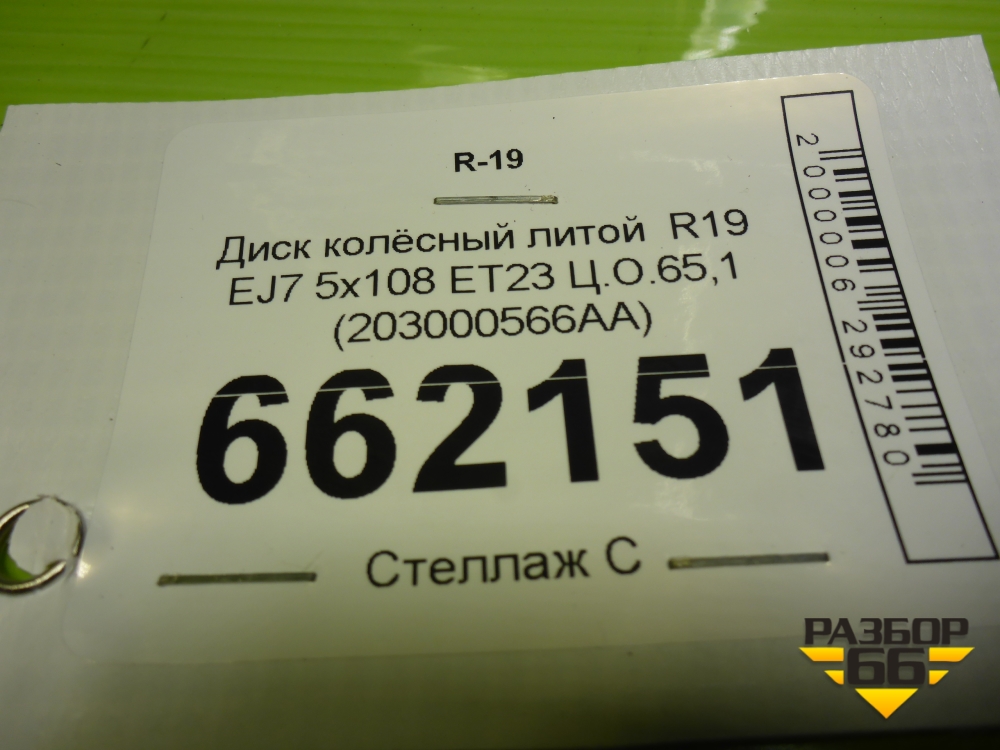 R-19
Диск колёсный литой R19
EJ7 5x108 ET23 Ц.О.65,1
(203000566AA)
662151
Стеллаж С
2000006292780
РАЗБОР
66